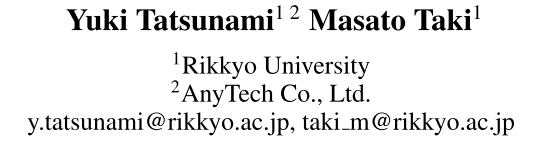 Yuki Tatsunami¹ ² Masato Taki¹
¹Rikkyo University
²AnyTech Co., Ltd.
y.tatsunami@rikkyo.ac.jp, taki_m@rikkyo.ac.jp